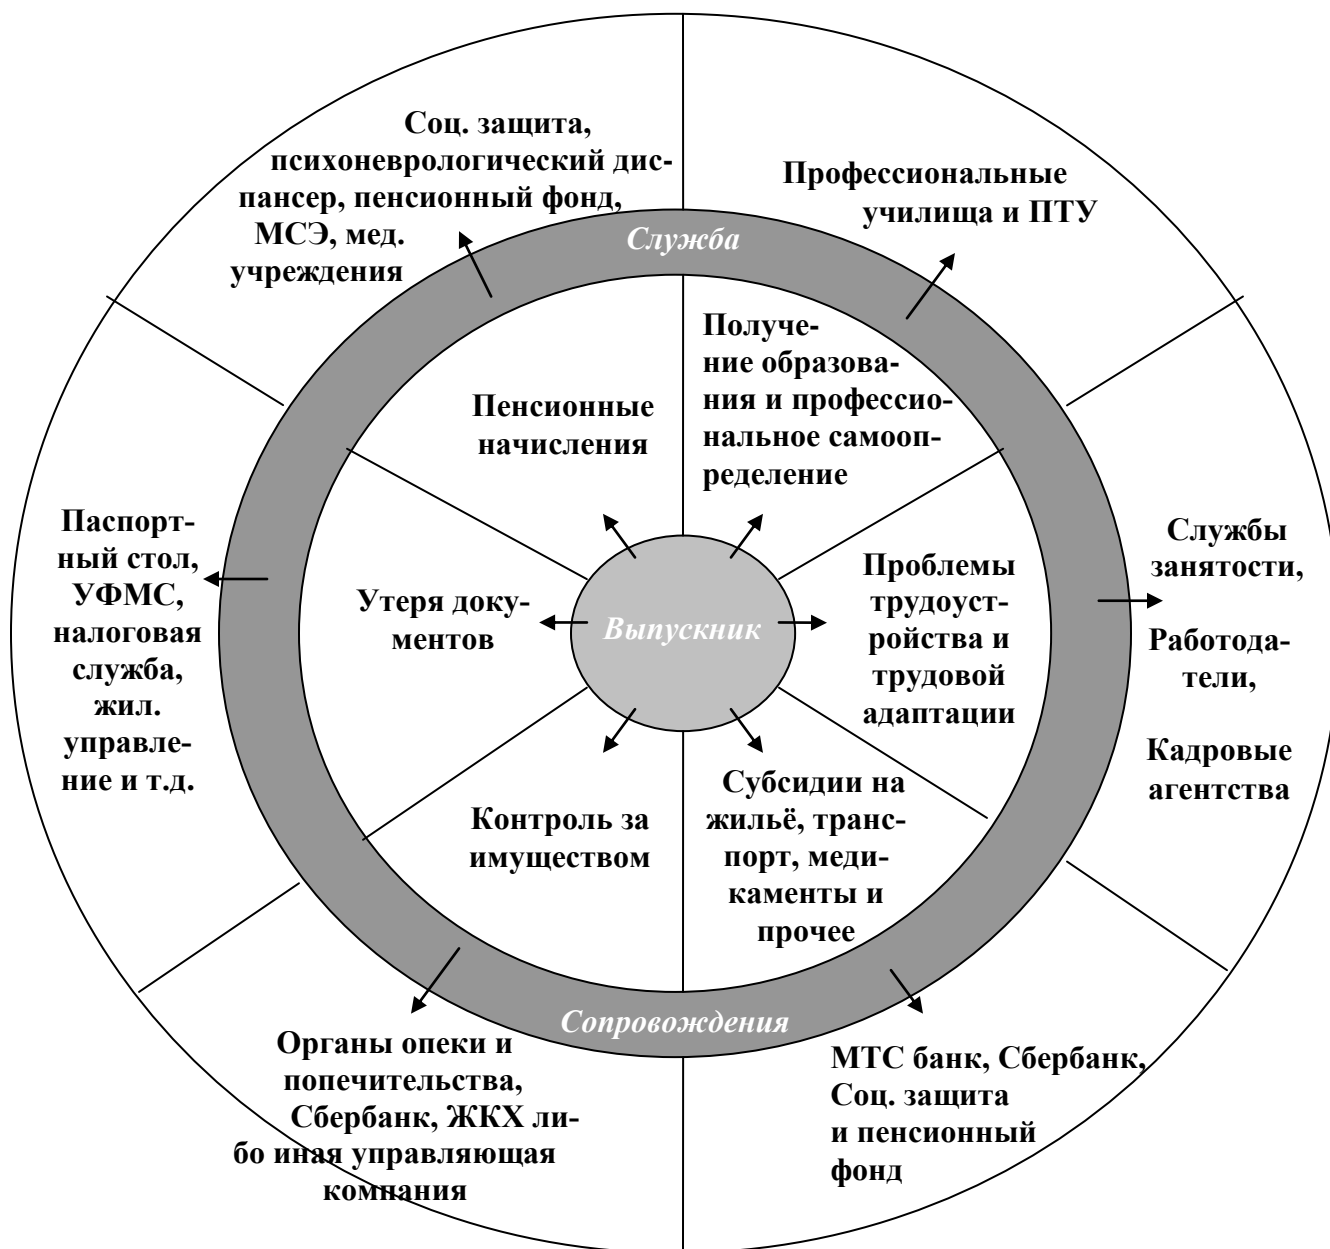 Соц. защита,
психоневрологический дис-
пансер, пенсионный фонд,
МСЭ, мед.
учреждения
Профессиональные
училища и ПТУ
Служба
Получе-
ние образова-
ния и профессио-
нальное самооп-
ределение
Пенсионные
начисления
Паспорт-
ный стол,
УФМС,
налоговая
служба,
жил.
управле-
ние и т.д.
Утеря доку-
ментов
Выпускник
Проблемы
трудоуст-
ройства и
трудовой
адаптации
Службы
занятости,
Работода-
тели,
Кадровые
агентства
Контроль за
имуществом
Субсидии на
жильё, транс-
порт, меди-
каменты и
прочее
Сопровождения
Органы опеки и
попечительства,
Сбербанк, ЖКХ ли-
бо иная управляющая
компания
МТС банк, Сбербанк,
Соц. защита
и пенсионный
фонд